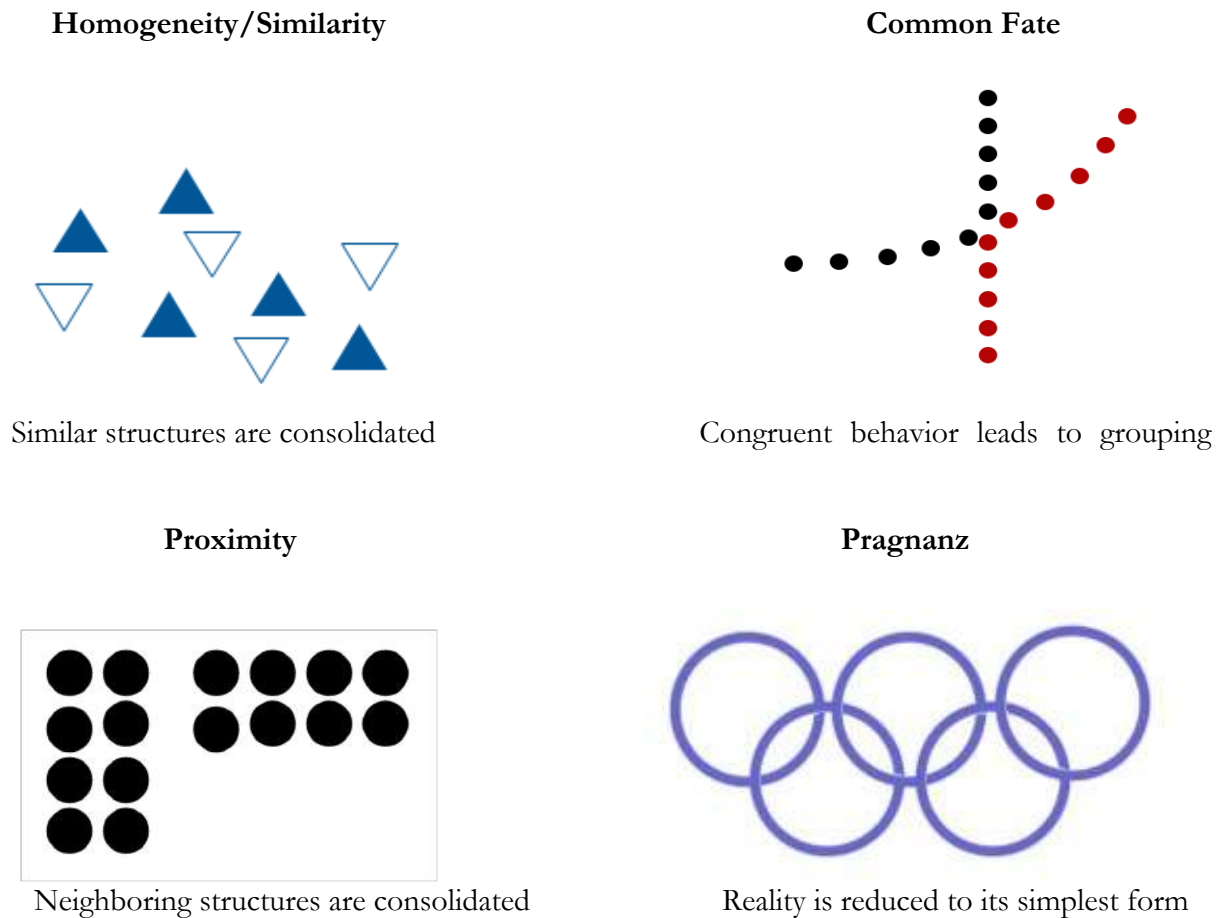 Homogeneity/Similarity
Common Fate
Similar structures are consolidated
Congruent behavior leads to grouping
Proximity
Pragnanz
Neighboring structures are consolidated
Reality is reduced to its simplest form